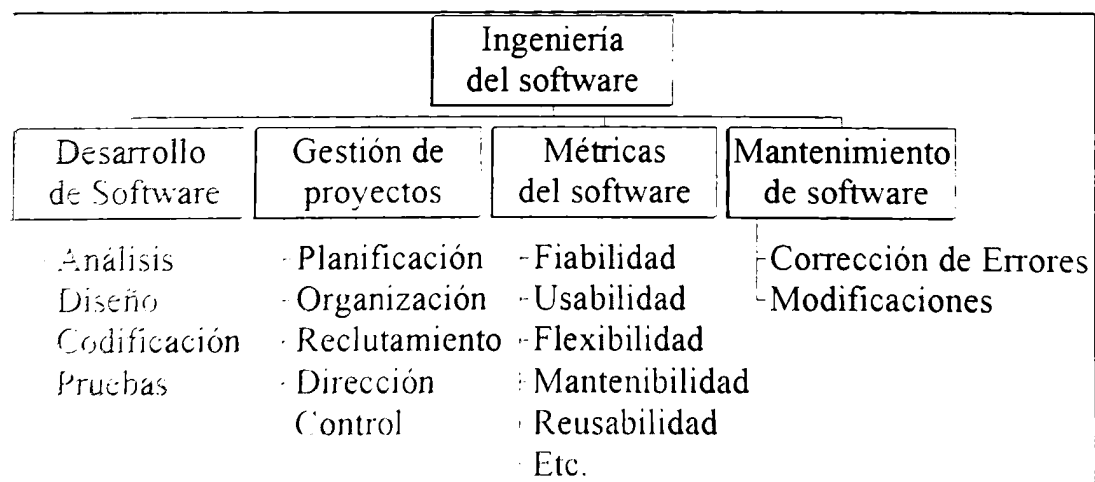 Ingeniería
del software
Desarrollo
de Software
Gestión de
proyectos
Métricas
del software
Mantenimiento
de software
Análisis
Diseño
Codificación
Pruebas
- Planificación
- Organización
- Reclutamiento
- Dirección
Control
- Fiabilidad
- Usabilidad
- Flexibilidad
- Mantenibilidad
- Reusabilidad
- Etc.
- Corrección de Errores
- Modificaciones